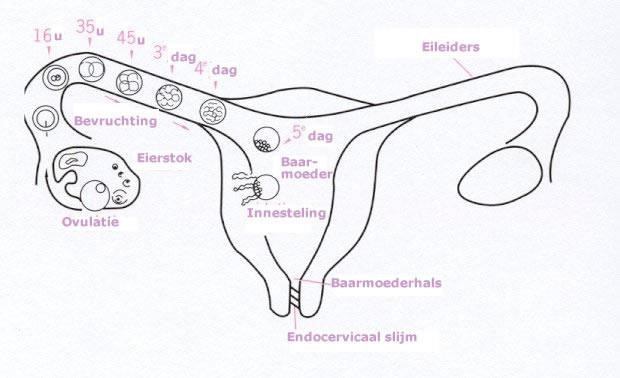 16u
35u
45u
3e dag
4e dag
Eileiders
Bevruchting
5e dag
Eierstok
Baar-
moeder
Ovulatie
Innesteling
Baarmoederhals
Endocervicaal slijm